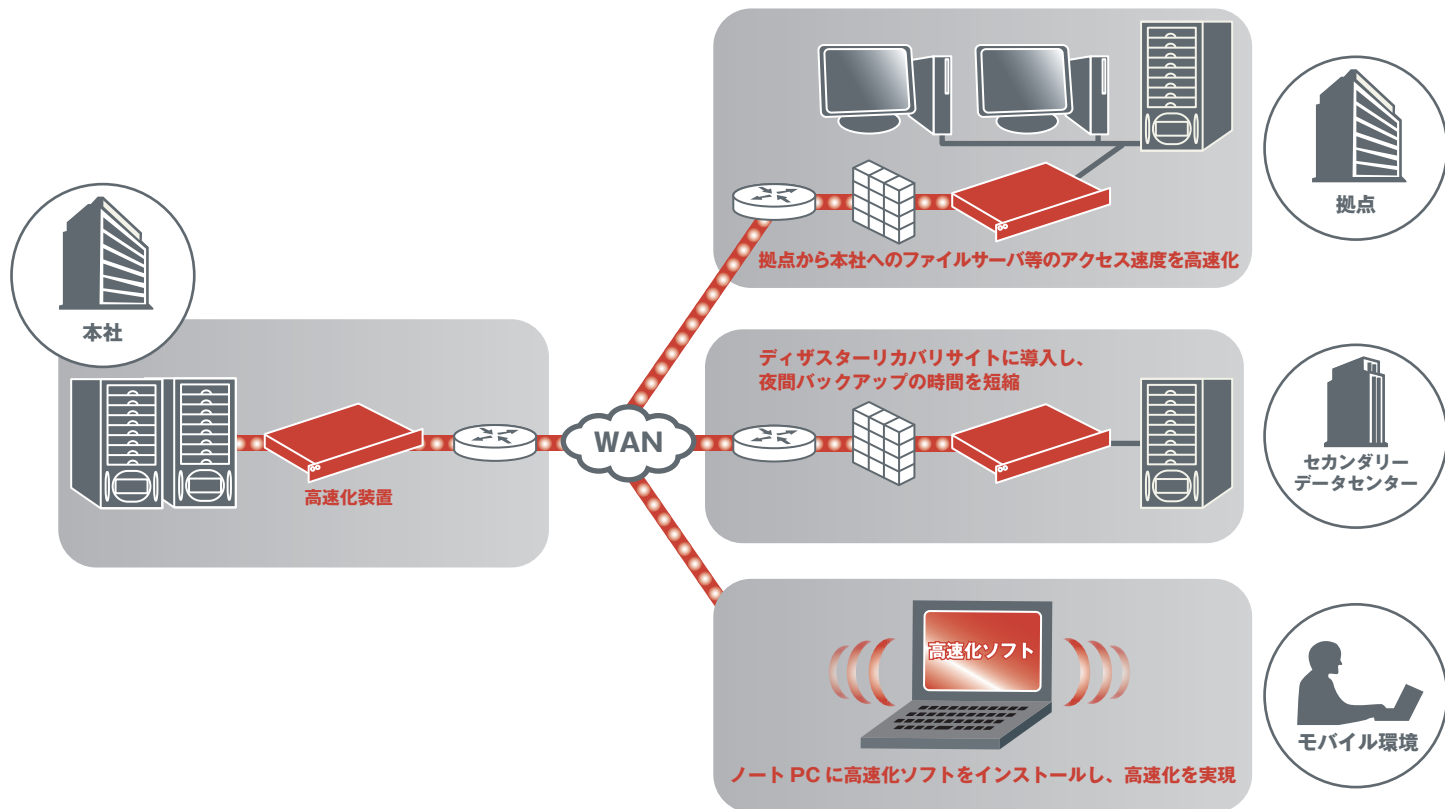 本社
高速化装置
WAN
拠点から本社へのファイルサーバ等のアクセス速度を高速化
拠点
ディザスターリカバリサイトに導入し、
夜間バックアップの時間を短縮
セカンダリー
データセンター
高速化ソフト
ノート PC に高速化ソフトをインストールし、高速化を実現
モバイル環境